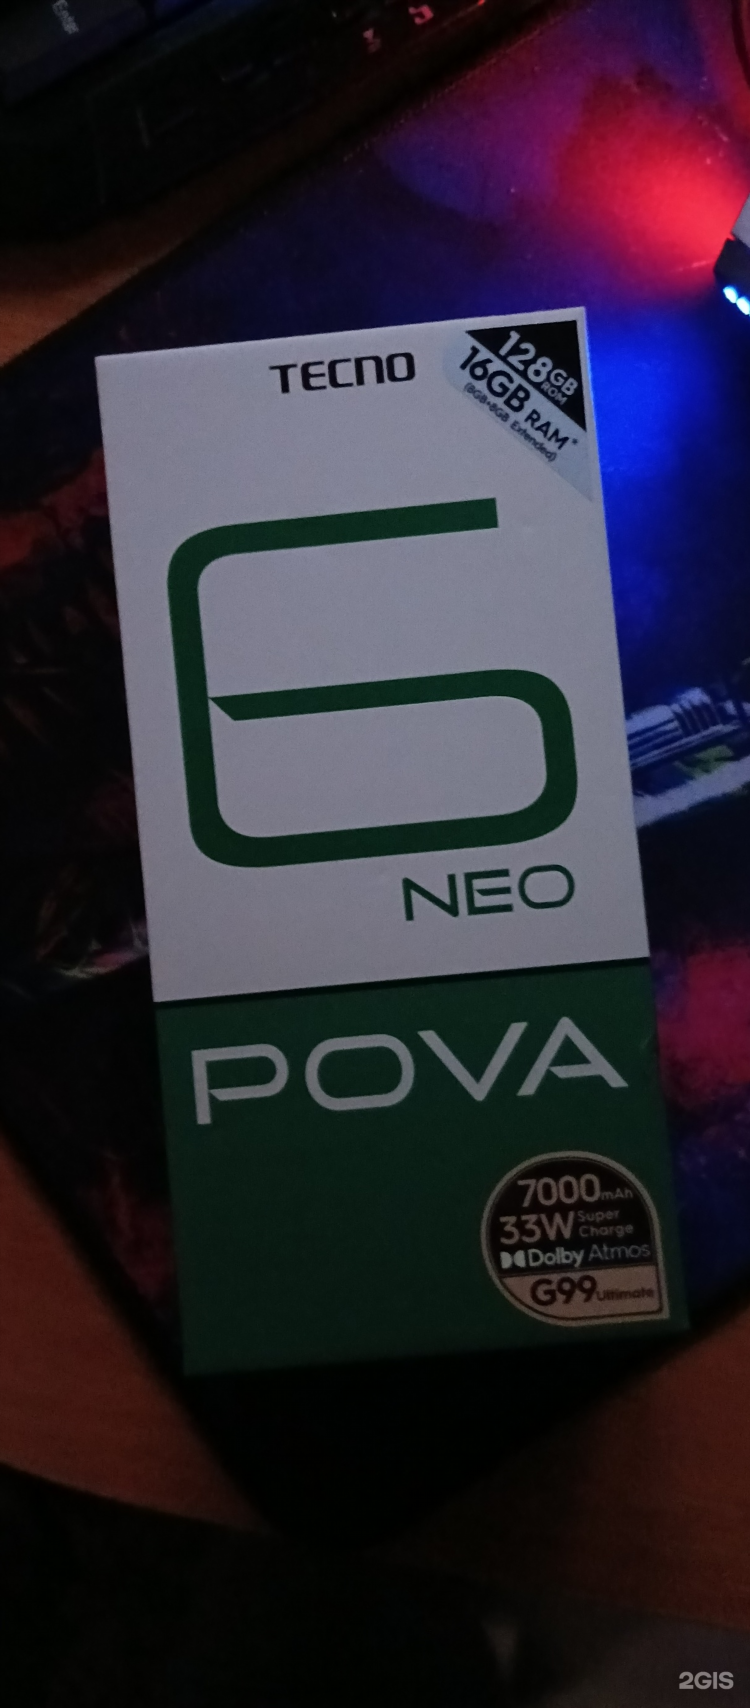 TECNO
128GB
ROM
16GB RAM*
(8GB+8GB Extended)
6
NEO
POVA
7000mAh
33W Super
Charge
Dolby Atmos
G99 Ultimate
2GIS